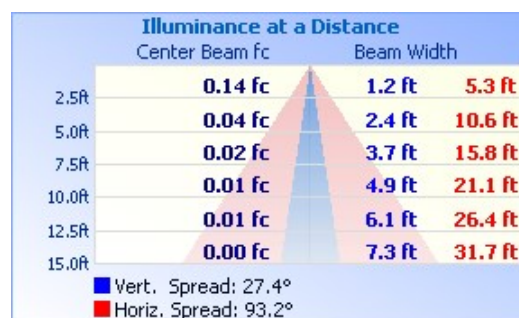 Illuminance at a Distance
Center Beam fc Beam Width
2.5ft 0.14 fc 1.2 ft 5.3 ft
5.0ft 0.04 fc 2.4 ft 10.6 ft
7.5ft 0.02 fc 3.7 ft 15.8 ft
10.0ft 0.01 fc 4.9 ft 21.1 ft
12.5ft 0.01 fc 6.1 ft 26.4 ft
15.0ft 0.00 fc 7.3 ft 31.7 ft
Vert. Spread: 27.4°
Horiz. Spread: 93.2°